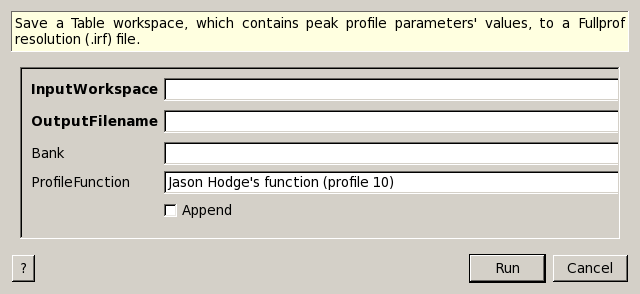 Save a Table workspace, which contains peak profile parameters' values, to a Fullprof
resolution (.irf) file.
InputWorkspace
OutputFilename
Bank
ProfileFunction Jason Hodge's function (profile 10)
Append
? Run Cancel